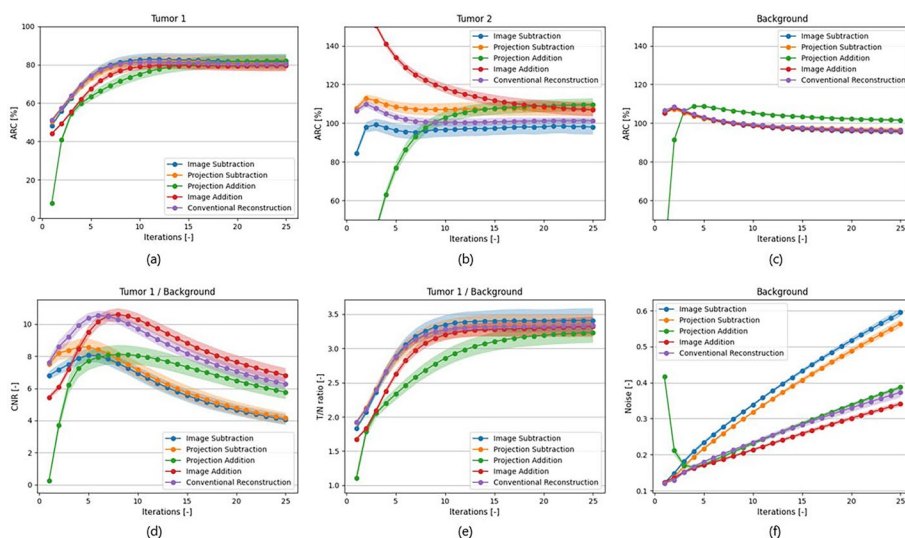 Tumor 1
ARC [%]
100
80
60
40
20
0
Image Subtraction
Projection Subtraction
Projection Addition
Image Addition
Conventional Reconstruction
0 5 10 15 20 25
Iterations [-]
(a)
Tumor 2
ARC [%]
140
120
100
80
60
Image Subtraction
Projection Subtraction
Projection Addition
Image Addition
Conventional Reconstruction
0 5 10 15 20 25
Iterations [-]
(b)
Background
ARC [%]
140
120
100
80
60
Image Subtraction
Projection Subtraction
Projection Addition
Image Addition
Conventional Reconstruction
0 5 10 15 20 25
Iterations [-]
(c)
Tumor 1 / Background
CNR [-]
10
8
6
4
2
0
Image Subtraction
Projection Subtraction
Projection Addition
Image Addition
Conventional Reconstruction
0 5 10 15 20 25
Iterations [-]
(d)
Tumor 1 / Background
T/N ratio [-]
3.5
3.0
2.5
2.0
1.5
1.0
Image Subtraction
Projection Subtraction
Projection Addition
Image Addition
Conventional Reconstruction
0 5 10 15 20 25
Iterations [-]
(e)
Background
Noise [-]
0.6
0.5
0.4
0.3
0.2
0.1
Image Subtraction
Projection Subtraction
Projection Addition
Image Addition
Conventional Reconstruction
0 5 10 15 20 25
Iterations [-]
(f)